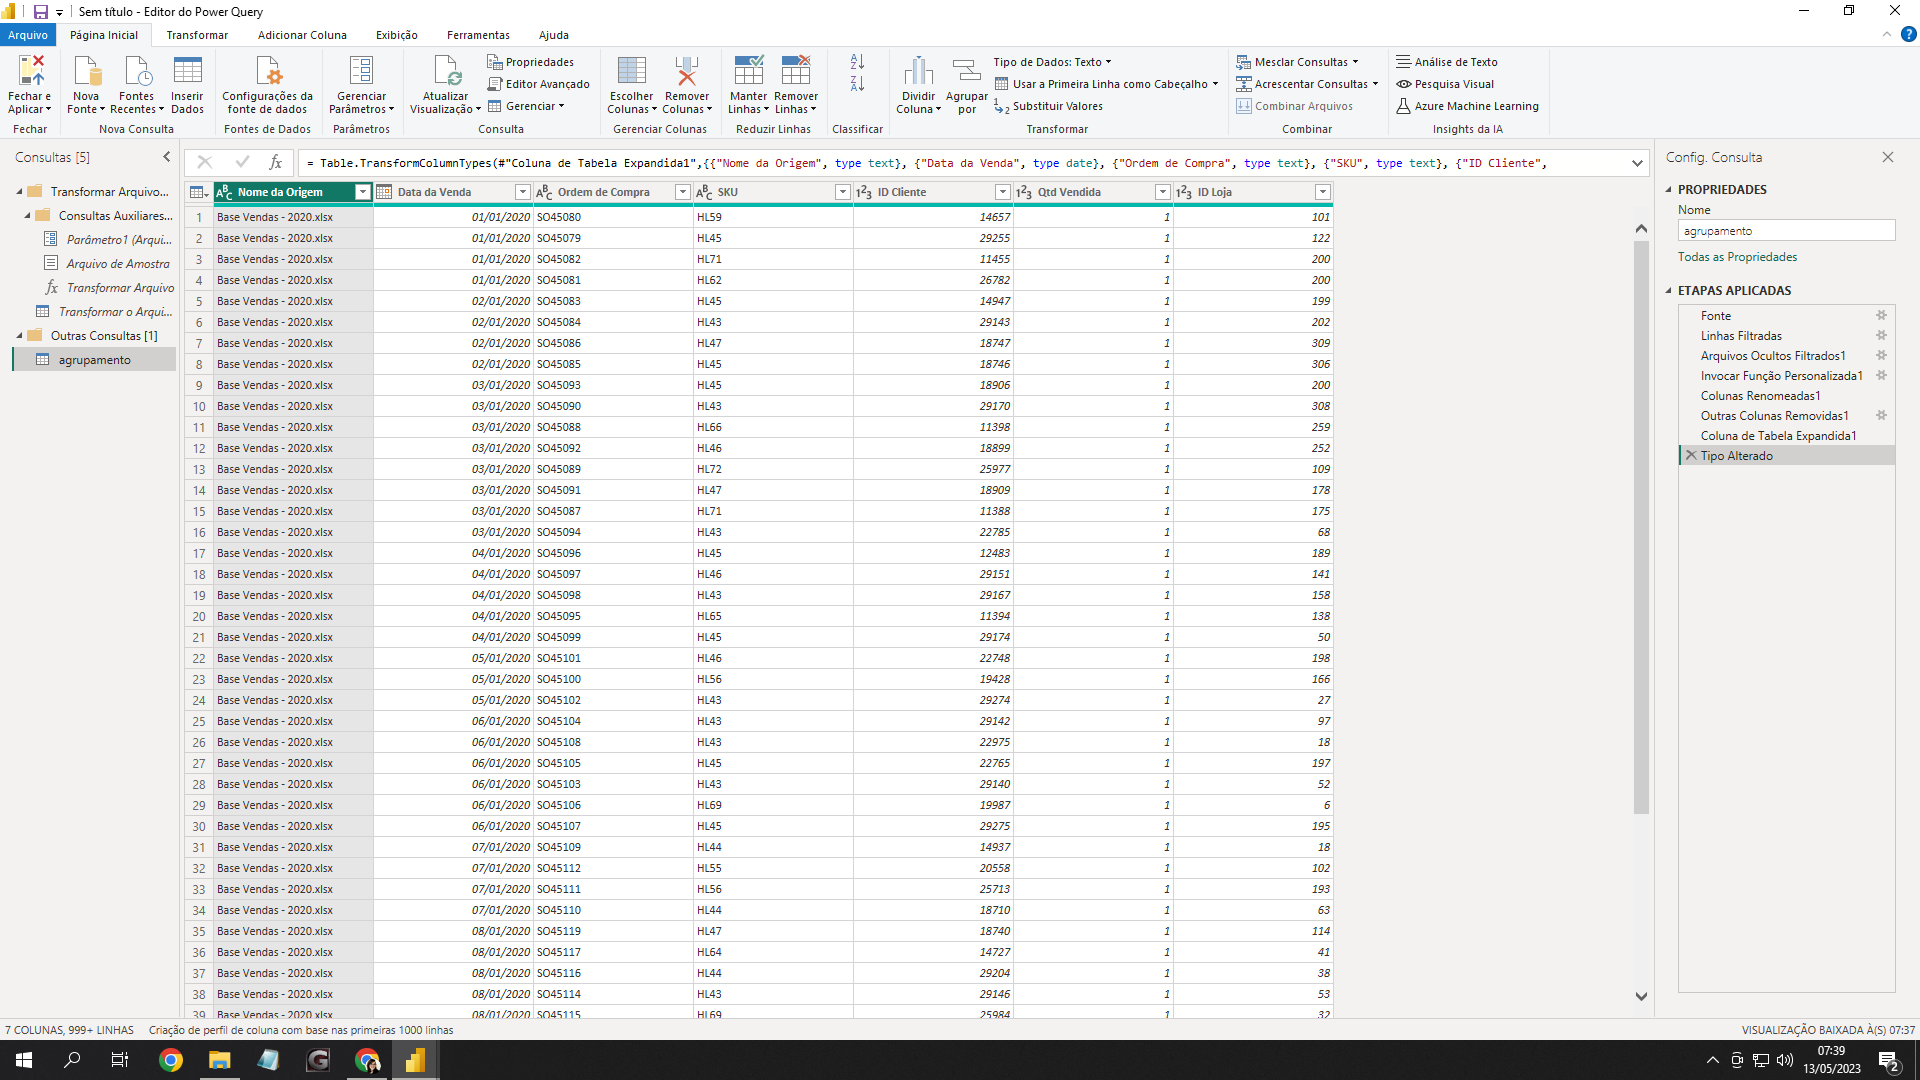 Sem título - Editor do Power Query
Arquivo Página Inicial Transformar Adicionar Coluna Exibição Ferramentas Ajuda
Fechar e Aplicar
Fechar
Nova Fonte
Fontes Recentes
Inserir Dados
Nova Consulta
Configurações da fonte de dados
Fontes de Dados
Gerenciar Parâmetros
Parâmetros
Atualizar Visualização
Propriedades
Editor Avançado
Gerenciar
Consulta
Escolher Colunas
Remover Colunas
Gerenciar Colunas
Manter Linhas
Remover Linhas
Reduzir Linhas
Classificar
Dividir Coluna
Agrupar por
Tipo de Dados: Texto
Usar a Primeira Linha como Cabeçalho
Substituir Valores
Transformar
Mesclar Consultas
Acrescentar Consultas
Combinar Arquivos
Combinar
Análise de Texto
Pesquisa Visual
Azure Machine Learning
Insights da IA
Consultas [5]
Transformar Arquivo...
Consultas Auxiliares...
Parâmetro1 (Arqui...
Arquivo de Amostra
Transformar Arquivo
Transformar o Arqui...
Outras Consultas [1]
agrupamento
= Table.TransformColumnTypes(#"Coluna de Tabela Expandida1",{{"Nome da Origem", type text}, {"Data da Venda", type date}, {"Ordem de Compra", type text}, {"SKU", type text}, {"ID Cliente",
Nome da Origem Data da Venda Ordem de Compra SKU ID Cliente Qtd Vendida ID Loja
1 Base Vendas - 2020.xlsx 01/01/2020 SO45080 HL59 14657 1 101
2 Base Vendas - 2020.xlsx 01/01/2020 SO45079 HL45 29255 1 122
3 Base Vendas - 2020.xlsx 01/01/2020 SO45082 HL71 11455 1 200
4 Base Vendas - 2020.xlsx 01/01/2020 SO45081 HL62 26782 1 200
5 Base Vendas - 2020.xlsx 02/01/2020 SO45083 HL45 14947 1 199
6 Base Vendas - 2020.xlsx 02/01/2020 SO45084 HL43 29143 1 202
7 Base Vendas - 2020.xlsx 02/01/2020 SO45086 HL47 18747 1 309
8 Base Vendas - 2020.xlsx 02/01/2020 SO45085 HL45 18746 1 306
9 Base Vendas - 2020.xlsx 03/01/2020 SO45093 HL45 18906 1 200
10 Base Vendas - 2020.xlsx 03/01/2020 SO45090 HL43 29170 1 308
11 Base Vendas - 2020.xlsx 03/01/2020 SO45088 HL66 11398 1 259
12 Base Vendas - 2020.xlsx 03/01/2020 SO45092 HL46 18899 1 252
13 Base Vendas - 2020.xlsx 03/01/2020 SO45089 HL72 25977 1 109
14 Base Vendas - 2020.xlsx 03/01/2020 SO45091 HL47 18909 1 178
15 Base Vendas - 2020.xlsx 03/01/2020 SO45087 HL71 11388 1 175
16 Base Vendas - 2020.xlsx 03/01/2020 SO45094 HL43 22785 1 68
17 Base Vendas - 2020.xlsx 04/01/2020 SO45096 HL45 12483 1 189
18 Base Vendas - 2020.xlsx 04/01/2020 SO45097 HL46 29151 1 141
19 Base Vendas - 2020.xlsx 04/01/2020 SO45098 HL43 29167 1 158
20 Base Vendas - 2020.xlsx 04/01/2020 SO45095 HL65 11394 1 138
21 Base Vendas - 2020.xlsx 04/01/2020 SO45099 HL45 29174 1 50
22 Base Vendas - 2020.xlsx 05/01/2020 SO45101 HL46 22748 1 198
23 Base Vendas - 2020.xlsx 05/01/2020 SO45100 HL56 19428 1 166
24 Base Vendas - 2020.xlsx 05/01/2020 SO45102 HL43 29274 1 27
25 Base Vendas - 2020.xlsx 06/01/2020 SO45104 HL43 29142 1 97
26 Base Vendas - 2020.xlsx 06/01/2020 SO45108 HL43 22975 1 18
27 Base Vendas - 2020.xlsx 06/01/2020 SO45105 HL45 22765 1 197
28 Base Vendas - 2020.xlsx 06/01/2020 SO45103 HL43 29140 1 52
29 Base Vendas - 2020.xlsx 06/01/2020 SO45106 HL69 19987 1 6
30 Base Vendas - 2020.xlsx 06/01/2020 SO45107 HL45 29275 1 195
31 Base Vendas - 2020.xlsx 07/01/2020 SO45109 HL44 14937 1 18
32 Base Vendas - 2020.xlsx 07/01/2020 SO45112 HL55 20558 1 102
33 Base Vendas - 2020.xlsx 07/01/2020 SO45111 HL56 25713 1 193
34 Base Vendas - 2020.xlsx 07/01/2020 SO45110 HL44 18710 1 63
35 Base Vendas - 2020.xlsx 08/01/2020 SO45119 HL47 18740 1 114
36 Base Vendas - 2020.xlsx 08/01/2020 SO45117 HL64 14727 1 41
37 Base Vendas - 2020.xlsx 08/01/2020 SO45116 HL44 29204 1 38
38 Base Vendas - 2020.xlsx 08/01/2020 SO45114 HL43 29146 1 53
39 Base Vendas - 2020.xlsx 08/01/2020 SO45115 HL69 25984 1 32
Config. Consulta
PROPRIEDADES
Nome
agrupamento
Todas as Propriedades
ETAPAS APLICADAS
Fonte
Linhas Filtradas
Arquivos Ocultos Filtrados1
Invocar Função Personalizada1
Colunas Renomeadas1
Outras Colunas Removidas1
Coluna de Tabela Expandida1
Tipo Alterado
7 COLUNAS, 999+ LINHAS Criação de perfil de coluna com base nas primeiras 1000 linhas
VISUALIZAÇÃO BAIXADA À(S) 07:37
07:39
13/05/2023
2